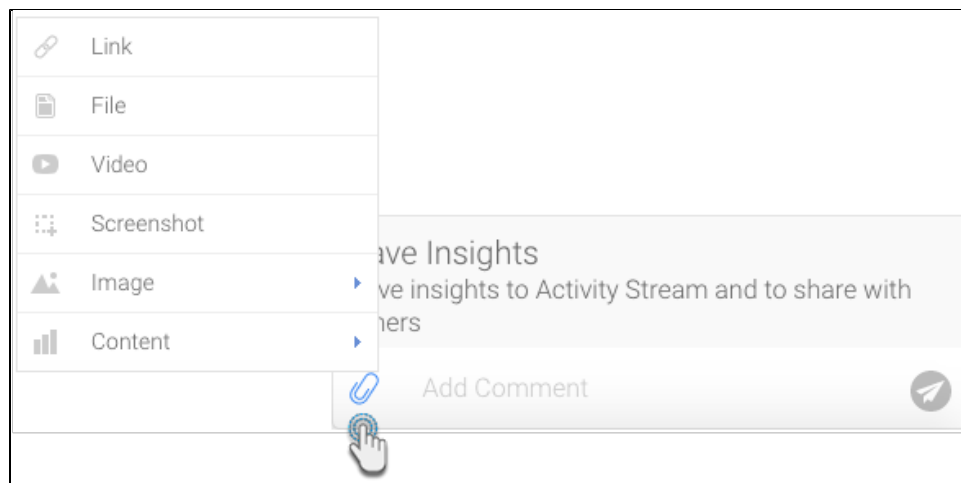 Link
File
Video
Screenshot
Image
Content
ave Insights
ve insights to Activity Stream and to share with
ners
Add Comment